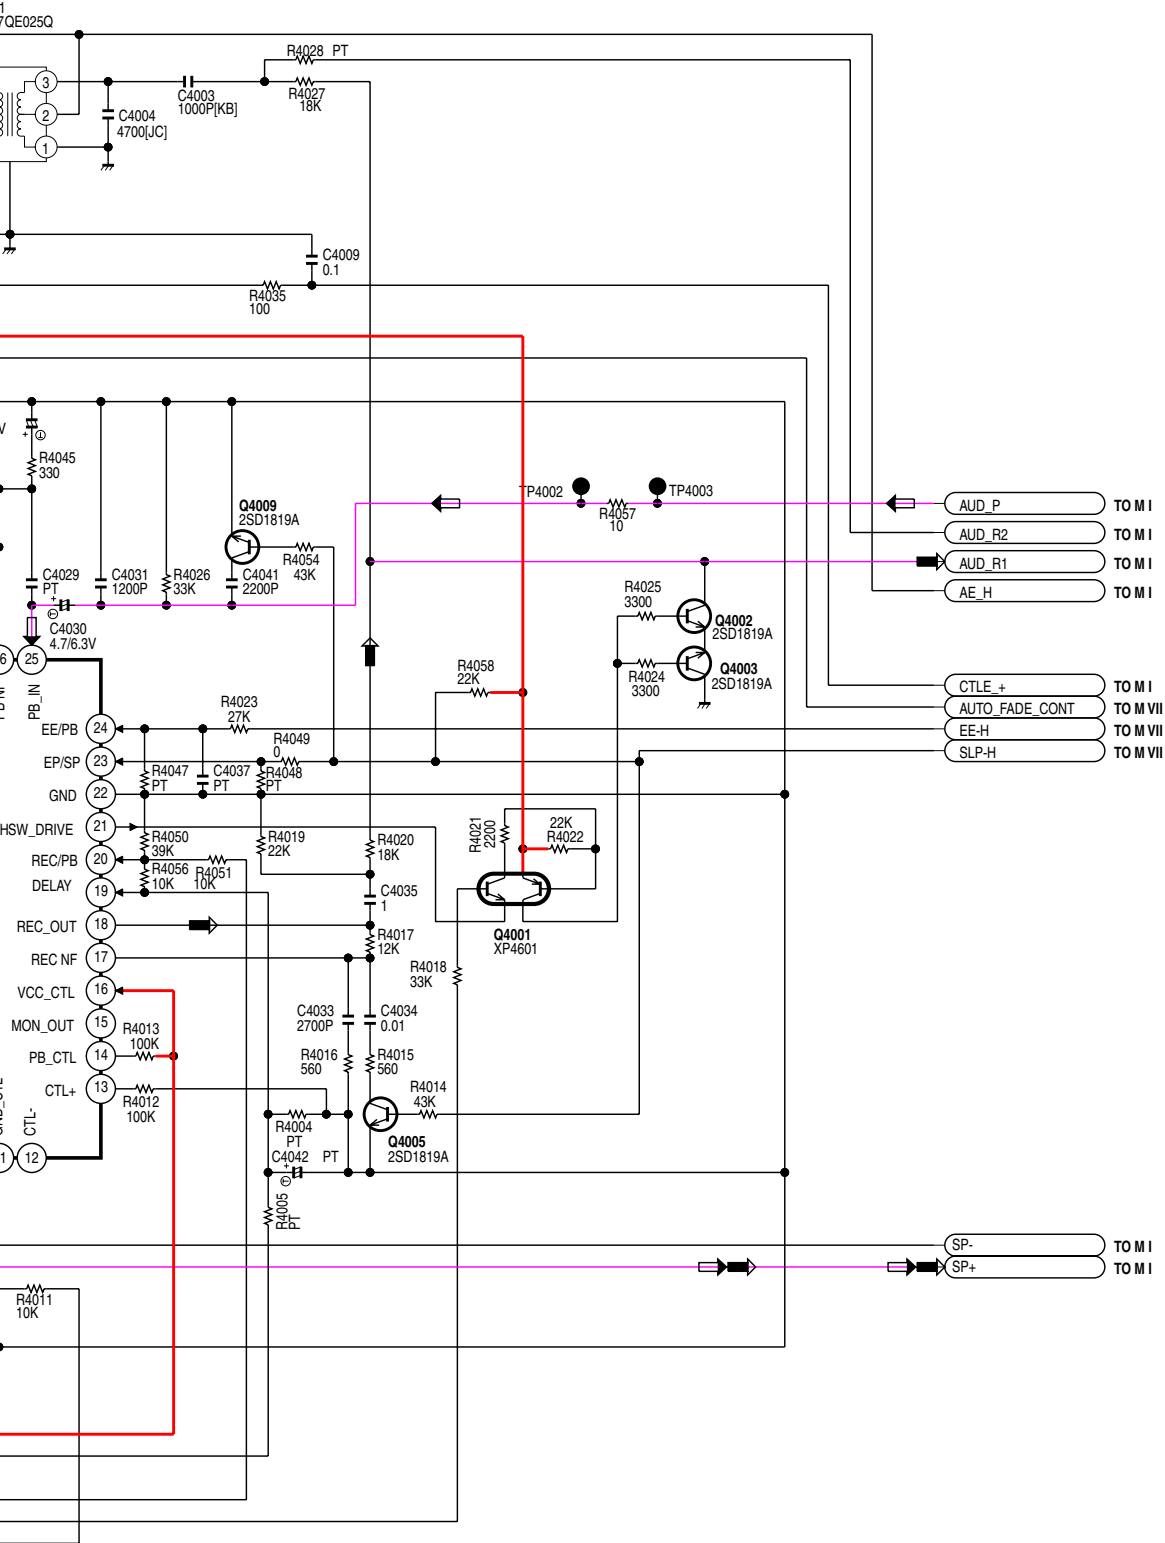 1
7QE025Q
R4028 PT
3
C4003
1000P[KB]
R4027
18K
2
C4004
4700[JC]
1
C4009
0.1
R4035
100
V
+
R4045
330
Q4009
2SD1819A
TP4002
TP4003
R4057
10
AUD_P
TO M I
AUD_R2
TO M I
AUD_R1
TO M I
AE_H
TO M I
R4054
43K
C4029
PT
C4031
1200P
R4026
33K
C4041
2200P
R4025
3300
Q4002
2SD1819A
+
C4030
4.7/6.3V
6
25
PB_IN
R4058
22K
R4024
3300
Q4003
2SD1819A
CTLE_+
TO M I
AUTO_FADE_CONT
TO M VII
EE-H
TO M VII
SLP-H
TO M VII
R4023
27K
EE/PB
24
R4049
0
EP/SP
23
R4047
PT
C4037
PT
R4048
PT
GND
22
HSW_DRIVE
21
R4050
39K
R4019
22K
R4020
18K
R4021
2200
22K
R4022
REC/PB
20
R4056
10K
R4051
10K
DELAY
19
C4035
1
REC_OUT
18
R4017
12K
Q4001
XP4601
REC NF
17
R4018
33K
VCC_CTL
16
MON_OUT
15
R4013
100K
C4033
2700P
C4034
0.01
PB_CTL
14
R4016
560
R4015
560
CTL+
13
R4012
100K
R4014
43K
R4004
PT
CTL-
1
12
C4042
PT
+
Q4005
2SD1819A
R4005
PT
SP-
TO M I
SP+
TO M I
R4011
10K